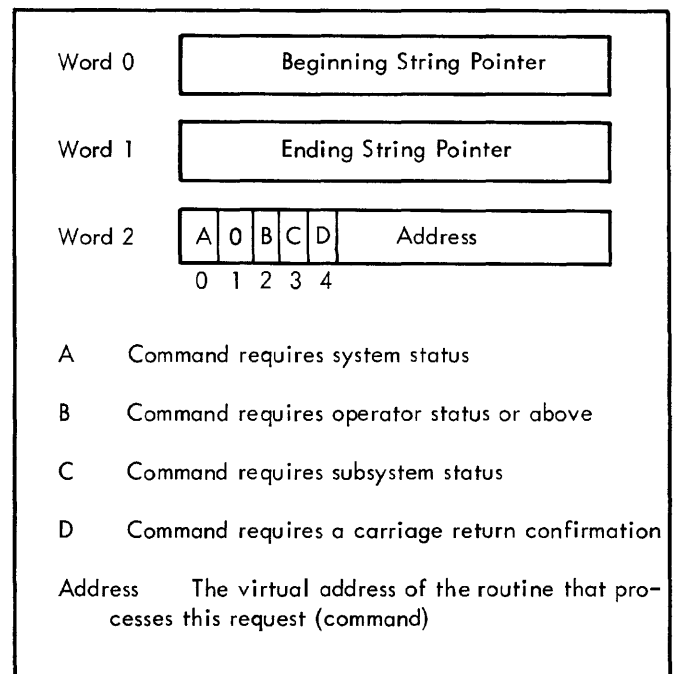 Word 0 Beginning String Pointer
Word 1 Ending String Pointer
Word 2 A 0 B C D Address
0 1 2 3 4
A Command requires system status
B Command requires operator status or above
C Command requires subsystem status
D Command requires a carriage return confirmation
Address The virtual address of the routine that pro-
cesses this request (command)